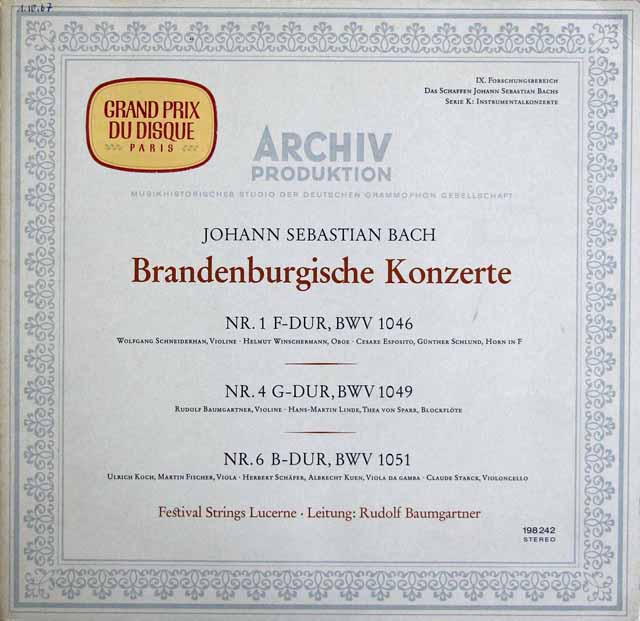 1.10.67
IX. Forschungsbereich
Das Schaffen Johann Sebastian Bachs
Serie K: Instrumentalkonzerte
GRAND PRIX
DU DISQUE
PARIS
ARCHIV
PRODUKTION
MUSIKHISTORISCHES STUDIO DER DEUTSCHEN GRAMMOPHON GESELLSCHAFT
JOHANN SEBASTIAN BACH
Brandenburgische Konzerte
NR. 1 F-DUR, BWV 1046
Wolfgang Schneiderhan, Violine · Helmut Winschermann, Oboe · Cesare Esposito, Günther Schlund, Horn in F
NR. 4 G-DUR, BWV 1049
Rudolf Baumgartner, Violine · Hans-Martin Linde, Thea von Sparr, Blockflöte
NR. 6 B-DUR, BWV 1051
Ulrich Koch, Martin Fischer, Viola · Herbert Schäfer, Albrecht Kuen, Viola da gamba · Claude Starck, Violoncello
Festival Strings Lucerne · Leitung: Rudolf Baumgartner
198 242
STEREO